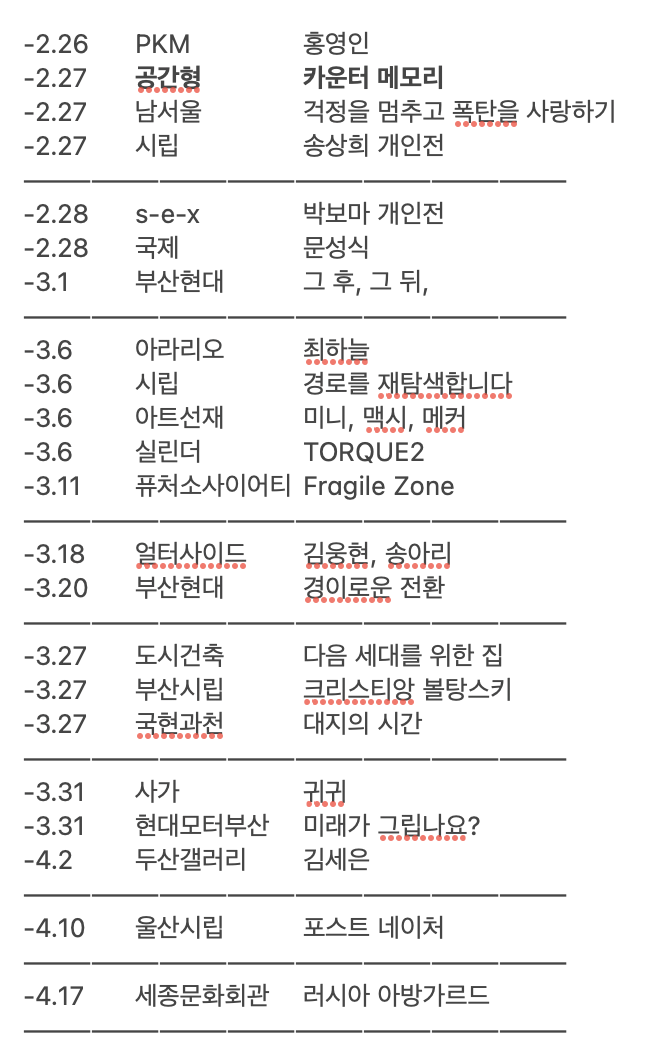 -2.26 PKM 홍영인
-2.27 공간형 카운터 메모리
-2.27 남서울 걱정을 멈추고 폭탄을 사랑하기
-2.27 시립 송상희 개인전
-2.28 s-e-x 박보마 개인전
-2.28 국제 문성식
-3.1 부산현대 그 후, 그 뒤,
-3.6 아라리오 최하늘
-3.6 시립 경로를 재탐색합니다
-3.6 아트선재 미니, 맥시, 메커
-3.6 실린더 TORQUE2
-3.11 퓨처소사이어티 Fragile Zone
-3.18 얼터사이드 김웅현, 송아리
-3.20 부산현대 경이로운 전환
-3.27 도시건축 다음 세대를 위한 집
-3.27 부산시립 크리스티앙 볼탕스키
-3.27 국현과천 대지의 시간
-3.31 사가 귀귀
-3.31 현대모터부산 미래가 그립나요?
-4.2 두산갤러리 김세은
-4.10 울산시립 포스트 네이처
-4.17 세종문화회관 러시아 아방가르드